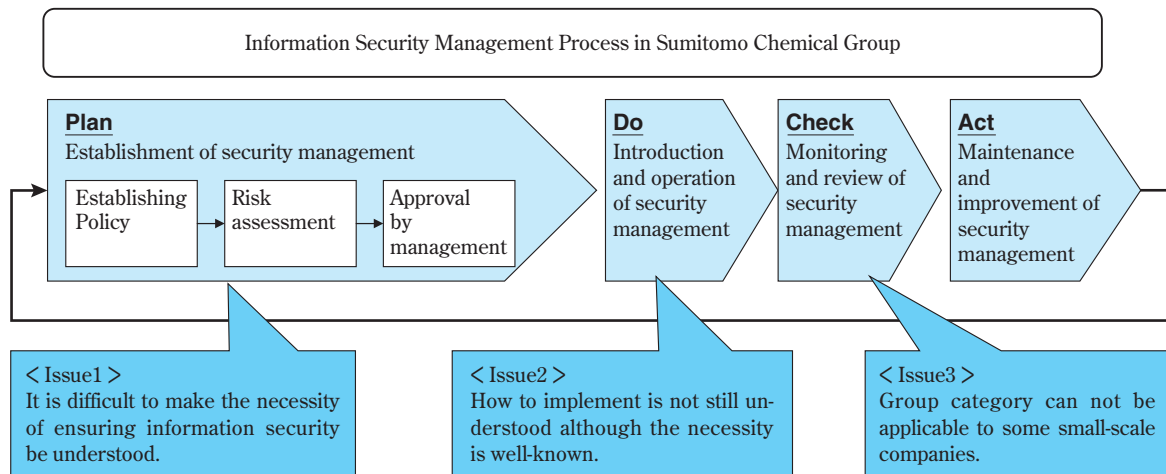 Information Security Management Process in Sumitomo Chemical Group
Plan
Establishment of security management
Establishing
Policy
Risk
assessment
Approval
by
management
Do
Introduction
and operation
of security
management
Check
Monitoring
and review of
security
management
Act
Maintenance
and
improvement of
security
management
< Issue1 >
It is difficult to make the necessity
of ensuring information security
be understood.
< Issue2 >
How to implement is not still un-
derstood although the necessity
is well-known.
< Issue3 >
Group category can not be
applicable to some small-scale
companies.